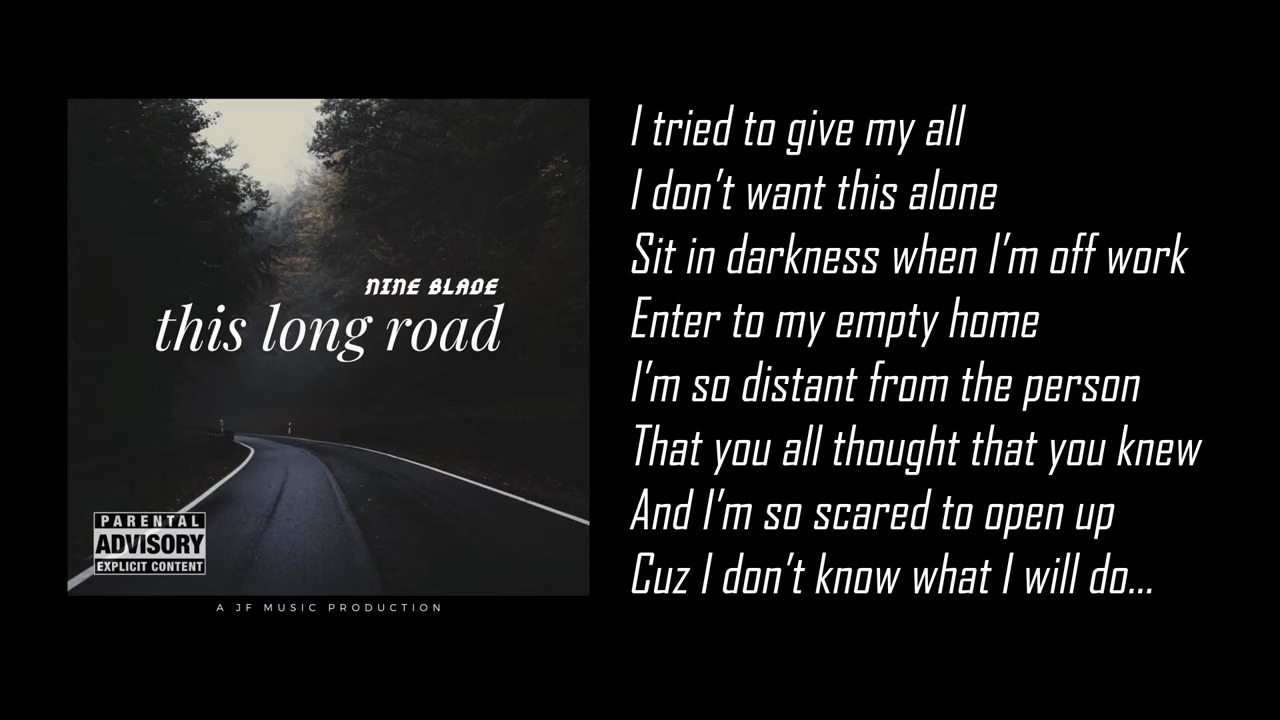 NINE BLADE
this long road
PARENTAL
ADVISORY
EXPLICIT CONTENT
A JF MUSIC PRODUCTION
I tried to give my all
I don't want this alone
Sit in darkness when I'm off work
Enter to my empty home
I'm so distant from the person
That you all thought that you knew
And I'm so scared to open up
Cuz I don't know what I will do...